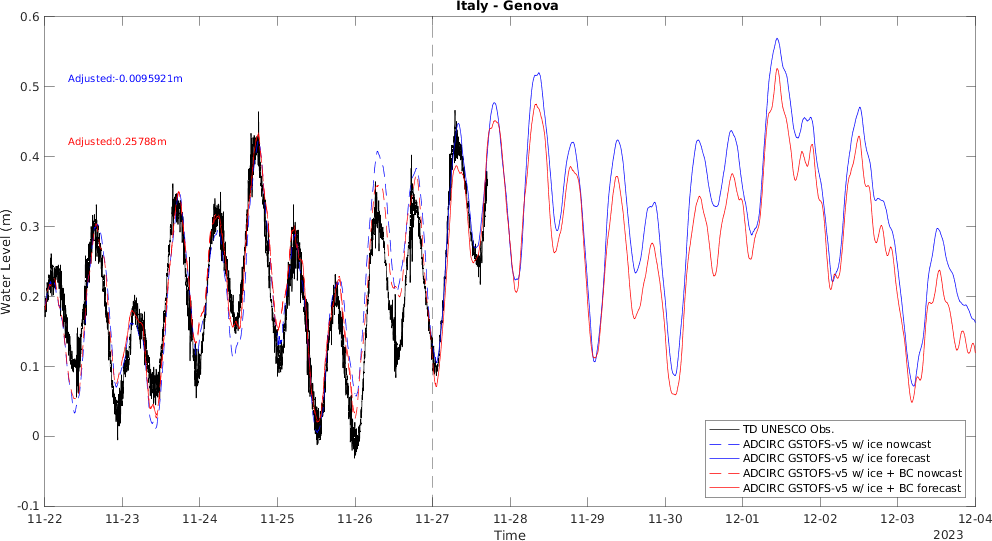 Italy - Genova
Adjusted:-0.0095921m
Adjusted:0.25788m
Water Level (m)
0.6
0.5
0.4
0.3
0.2
0.1
0
-0.1
TD UNESCO Obs.
ADCIRC GSTOFS-v5 w/ ice nowcast
ADCIRC GSTOFS-v5 w/ ice forecast
ADCIRC GSTOFS-v5 w/ ice + BC nowcast
ADCIRC GSTOFS-v5 w/ ice + BC forecast
11-22 11-23 11-24 11-25 11-26 11-27 11-28 11-29 11-30 12-01 12-02 12-03 12-04
Time
2023